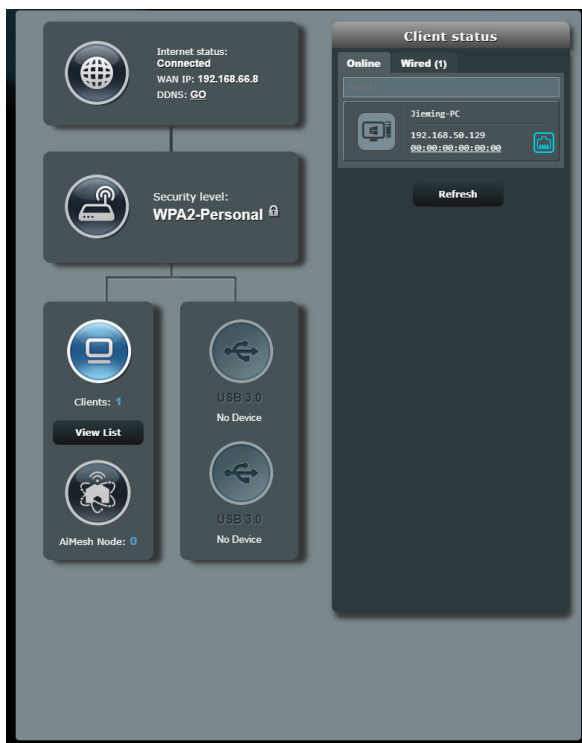 Internet status:
Connected
WAN IP: 192.168.66.8
DDNS: GO
Security level:
WPA2-Personal
Clients: 1
View List
AiMesh Node: 0
USB 3.0
No Device
USB 3.0
No Device
Client status
Online Wired (1)
Search
Jieming-PC
192.168.50.129
00:00:00:00:00:00
Refresh